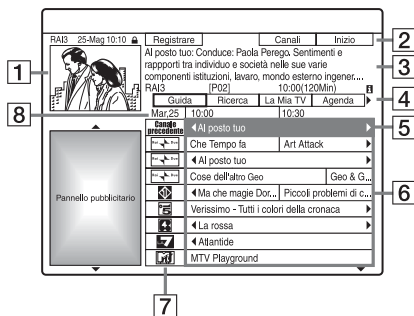 RAI3 25-Mag 10:10 Registrare Canali Inizio
Al posto tuo: Conduce: Paola Perego. Sentimenti e
rappporti tra individuo e società nelle sue varie
componenti istituzioni, lavaro, mondo esterno ingener....
RAI3 [P02] 10:00(120Min)
Guida Ricerca La Mia TV Agenda
Mar,25 10:00 10:30
Canale
precedente
Al posto tuo
Che Tempo fa Art Attack
Al posto tuo
Cose dell'altro Geo Geo & G...
Ma che magie Dor... Piccoli problemi di c...
Verissimo - Tutti i colori della cronaca
La rossa
Atlantide
MTV Playground
Pannello pubblicitario
1
2
3
4
5
6
7
8